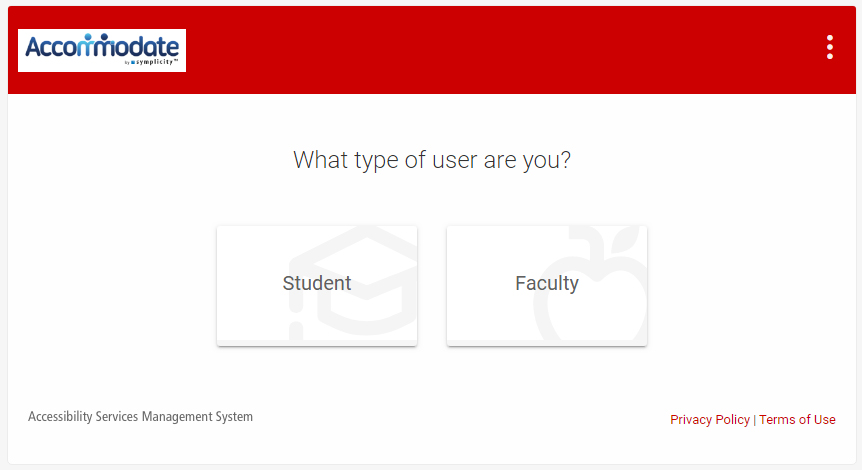 Accommodate
by symplicity™
What type of user are you?
Student
Faculty
Accessibility Services Management System
Privacy Policy | Terms of Use